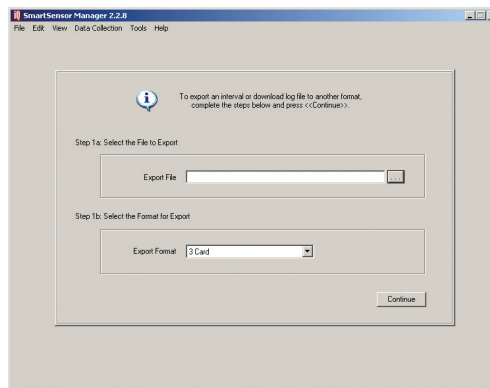 SmartSensor Manager 2.2.8
File Edit View Data Collection Tools Help
To export an interval or download log file to another format,
complete the steps below and press <<Continue>>.
Step 1a: Select the File to Export
Export File
...
Step 1b: Select the Format for Export
Export Format 3 Card
Continue